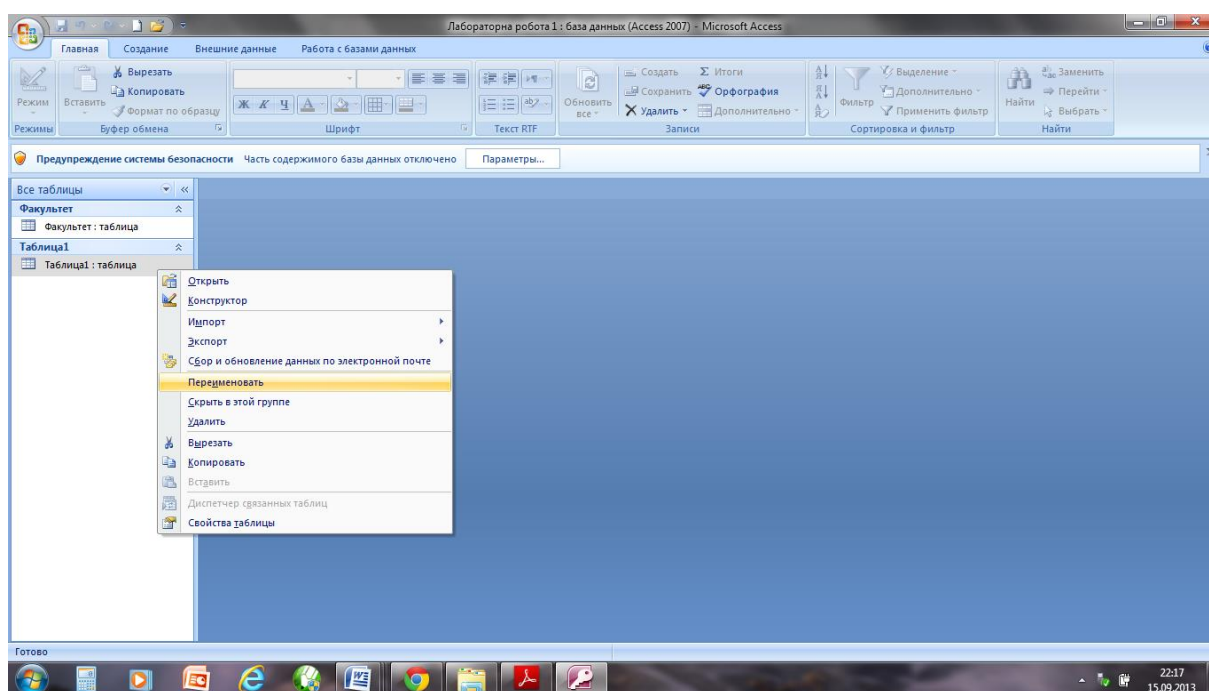 Лабораторна робота 1 : база данных (Access 2007) - Microsoft Access
Главная Создание Внешние данные Работа с базами данных
Режим
Режимы
Вставить
Вырезать
Копировать
Формат по образцу
Буфер обмена
Ж К Ч
Шрифт
Текст RTF
Обновить все
Создать
Сохранить
Удалить
Итоги
Орфография
Дополнительно
Записи
Фильтр
Выделение
Дополнительно
Применить фильтр
Сортировка и фильтр
Найти
Заменить
Перейти
Выбрать
Найти
Предупреждение системы безопасности Часть содержимого базы данных отключено Параметры...
Все таблицы
Факультет
Факультет : таблица
Таблица1
Таблица1 : таблица
Открыть
Конструктор
Импорт
Экспорт
Сбор и обновление данных по электронной почте
Переименовать
Скрыть в этой группе
Удалить
Вырезать
Копировать
Вставить
Диспетчер связанных таблиц
Свойства таблицы
Готово
22:17
15.09.2013